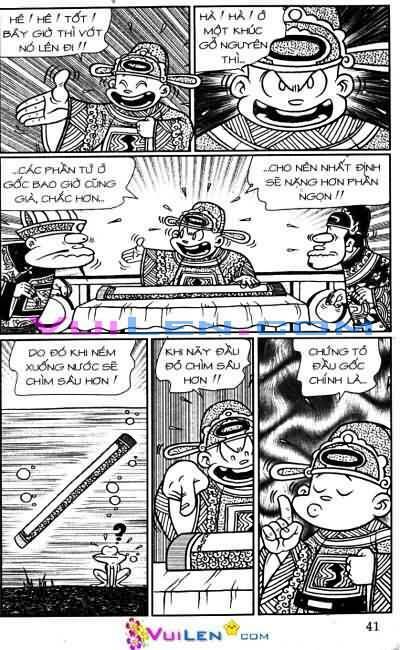 HÊ! HÊ! TỐT!
BÂY GIỜ THÌ VỚT
NÓ LÊN ĐI!!
HÀ! HÀ! Ở
MỘT KHÚC
GỖ NGUYÊN
THÌ...
...CÁC PHẦN TỬ Ở
GỐC BAO GIỜ CŨNG
GIÀ, CHẮC HƠN...
...CHO NÊN NHẤT ĐỊNH
SẼ NẶNG HƠN PHẦN
NGỌN!!
VUILEN.COM
DO ĐÓ KHI NÉM
XUỐNG NƯỚC SẼ
CHÌM SÂU HƠN!
?
KHI NÃY ĐẦU
ĐỎ CHÌM SÂU
HƠN!!
CHỨNG TỎ
ĐẦU GỐC
CHÍNH LÀ...
41
VUILEN.COM